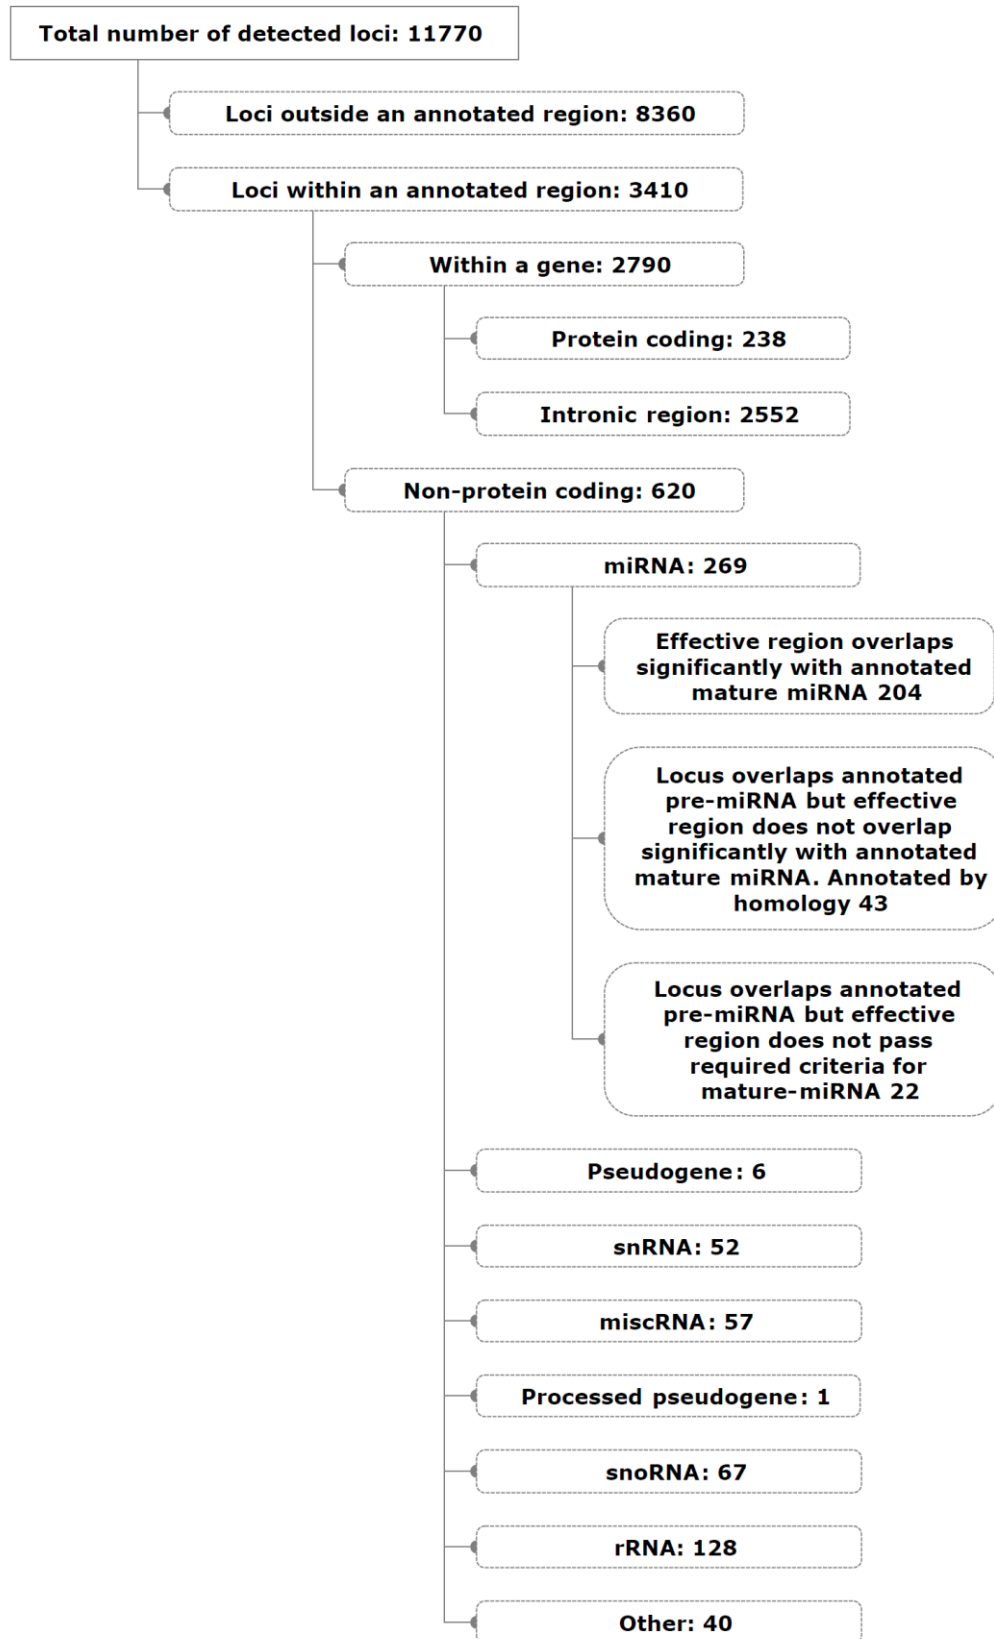 Total number of detected loci: 11770
Loci outside an annotated region: 8360
Loci within an annotated region: 3410
Within a gene: 2790
Protein coding: 238
Intronic region: 2552
Non-protein coding: 620
miRNA: 269
Effective region overlaps
significantly with annotated
mature miRNA 204
Locus overlaps annotated
pre-miRNA but effective
region does not overlap
significantly with annotated
mature miRNA. Annotated by
homology 43
Locus overlaps annotated
pre-miRNA but effective
region does not pass
required criteria for
mature-miRNA 22
Pseudogene: 6
snRNA: 52
miscRNA: 57
Processed pseudogene: 1
snoRNA: 67
rRNA: 128
Other: 40